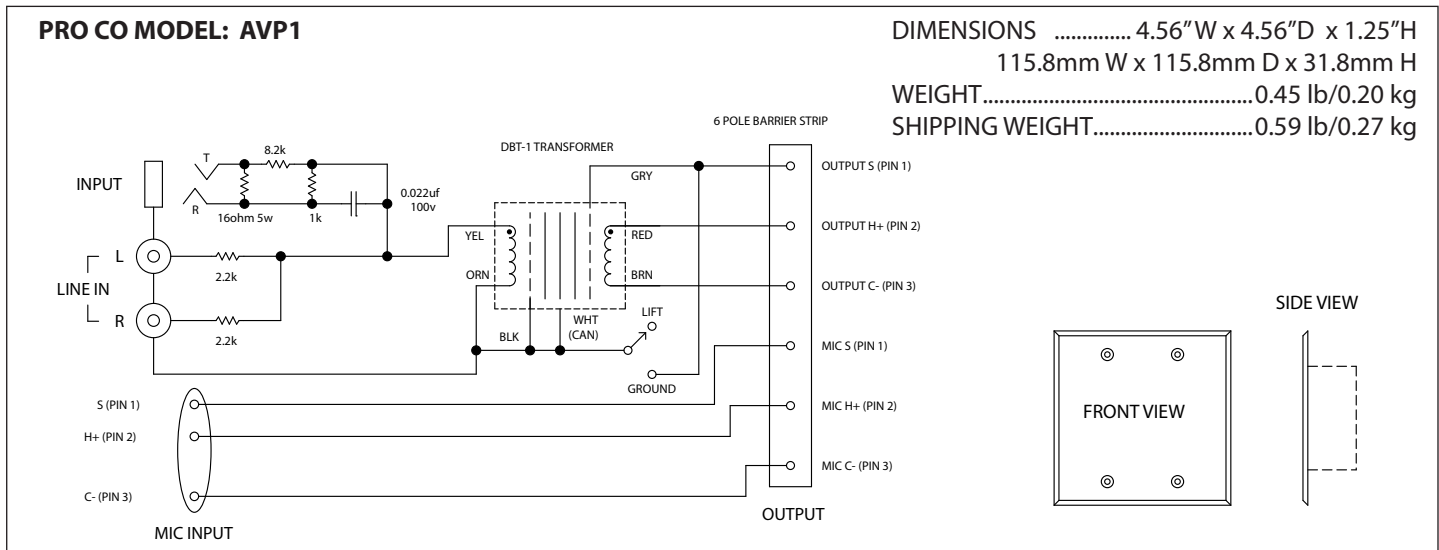 PRO CO MODEL: AVP1
DIMENSIONS .............. 4.56”W x 4.56”D x 1.25”H
115.8mm W x 115.8mm D x 31.8mm H
WEIGHT..................................................0.45 lb/0.20 kg
SHIPPING WEIGHT.............................0.59 lb/0.27 kg
6 POLE BARRIER STRIP
DBT-1 TRANSFORMER
INPUT
T
R
8.2k
16ohm 5w
1k
0.022uf
100v
LINE IN
L
R
2.2k
2.2k
YEL
ORN
GRY
RED
BRN
BLK
WHT
(CAN)
LIFT
GROUND
OUTPUT S (PIN 1)
OUTPUT H+ (PIN 2)
OUTPUT C- (PIN 3)
MIC S (PIN 1)
MIC H+ (PIN 2)
MIC C- (PIN 3)
OUTPUT
S (PIN 1)
H+ (PIN 2)
C- (PIN 3)
MIC INPUT
FRONT VIEW
SIDE VIEW